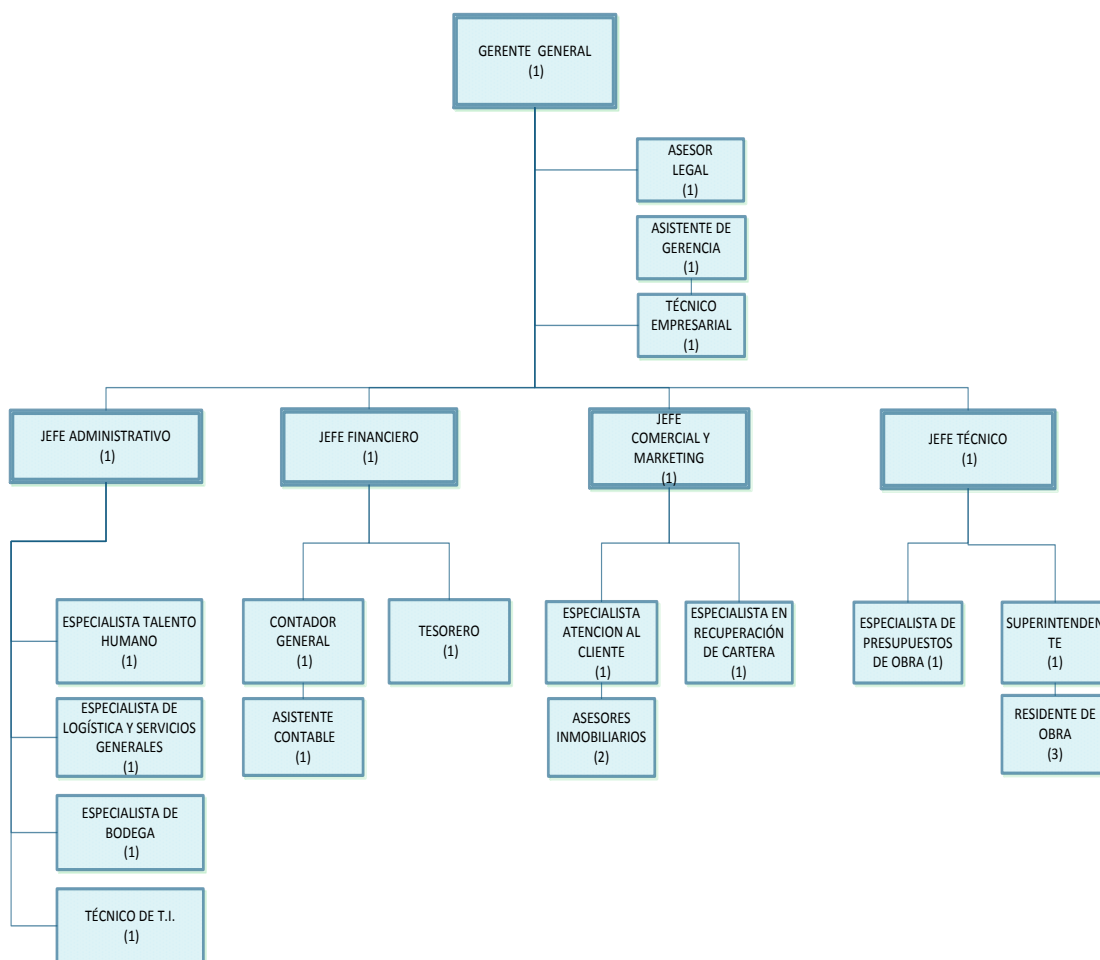 GERENTE GENERAL
(1)
ASESOR
LEGAL
(1)
ASISTENTE DE
GERENCIA
(1)
TÉCNICO
EMPRESARIAL
(1)
JEFE ADMINISTRATIVO
(1)
JEFE FINANCIERO
(1)
JEFE
COMERCIAL Y
MARKETING
(1)
JEFE TÉCNICO
(1)
ESPECIALISTA TALENTO
HUMANO
(1)
ESPECIALISTA DE
LOGÍSTICA Y SERVICIOS
GENERALES
(1)
ESPECIALISTA DE
BODEGA
(1)
TÉCNICO DE T.I.
(1)
CONTADOR
GENERAL
(1)
ASISTENTE
CONTABLE
(1)
TESORERO
(1)
ESPECIALISTA
ATENCION AL
CLIENTE
(1)
ASESORES
INMOBILIARIOS
(2)
ESPECIALISTA EN
RECUPERACIÓN
DE CARTERA
(1)
ESPECIALISTA DE
PRESUPUESTOS
DE OBRA (1)
SUPERINTENDEN
TE
(1)
RESIDENTE DE
OBRA
(3)